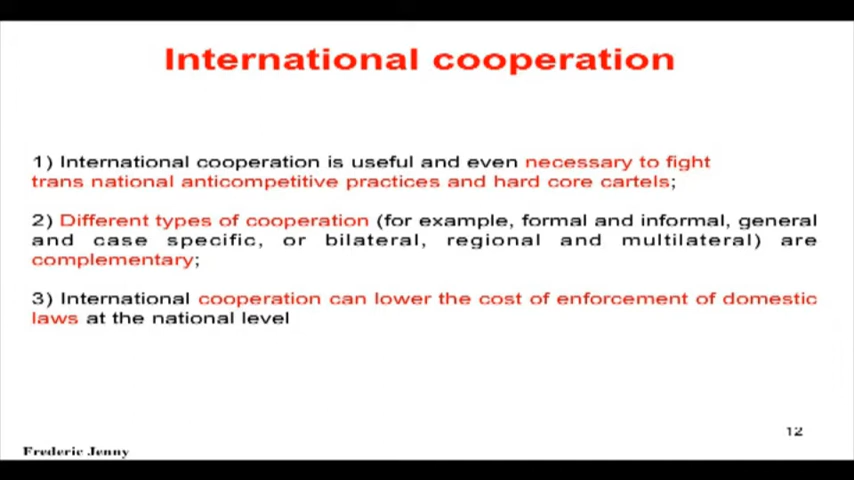 International cooperation
1) International cooperation is useful and even necessary to fight
trans national anticompetitive practices and hard core cartels;
2) Different types of cooperation (for example, formal and informal, general
and case specific, or bilateral, regional and multilateral) are
complementary;
3) International cooperation can lower the cost of enforcement of domestic
laws at the national level
12
Frederic Jenny